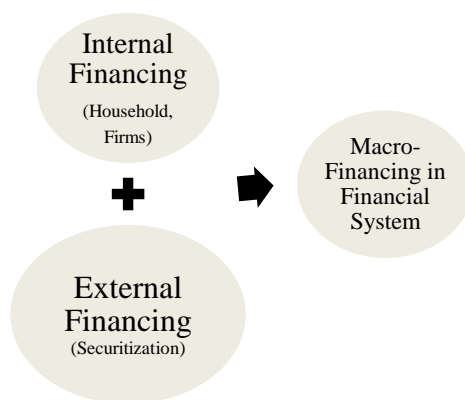 Internal
Financing
(Household,
Firms)
External
Financing
(Securitization)
Macro-
Financing in
Financial
System